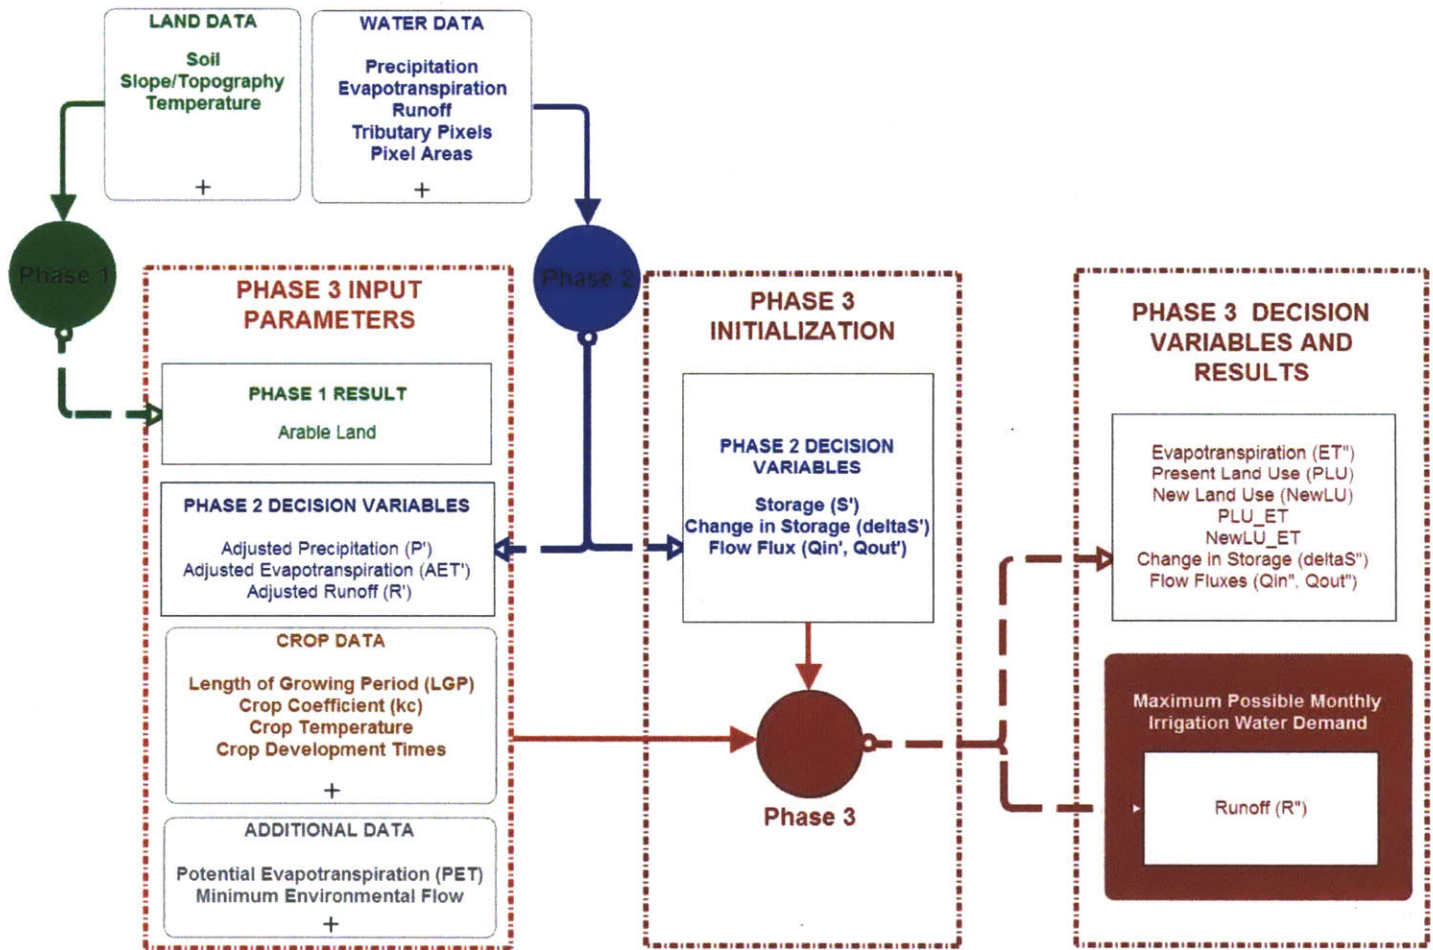 LAND DATA
Soil
Slope/Topography
Temperature
+
WATER DATA
Precipitation
Evapotranspiration
Runoff
Tributary Pixels
Pixel Areas
+
Phase 1
Phase 2
PHASE 3 INPUT
PARAMETERS
PHASE 1 RESULT
Arable Land
PHASE 2 DECISION VARIABLES
Adjusted Precipitation (P')
Adjusted Evapotranspiration (AET')
Adjusted Runoff (R')
CROP DATA
Length of Growing Period (LGP)
Crop Coefficient (kc)
Crop Temperature
Crop Development Times
+
ADDITIONAL DATA
Potential Evapotranspiration (PET)
Minimum Environmental Flow
+
PHASE 3
INITIALIZATION
PHASE 2 DECISION
VARIABLES
Storage (S')
Change in Storage (deltaS')
Flow Flux (Qin', Qout')
Phase 3
PHASE 3 DECISION
VARIABLES AND
RESULTS
Evapotranspiration (ET")
Present Land Use (PLU)
New Land Use (NewLU)
PLU_ET
NewLU_ET
Change in Storage (deltaS")
Flow Fluxes (Qin", Qout")
Maximum Possible Monthly
Irrigation Water Demand
Runoff (R")